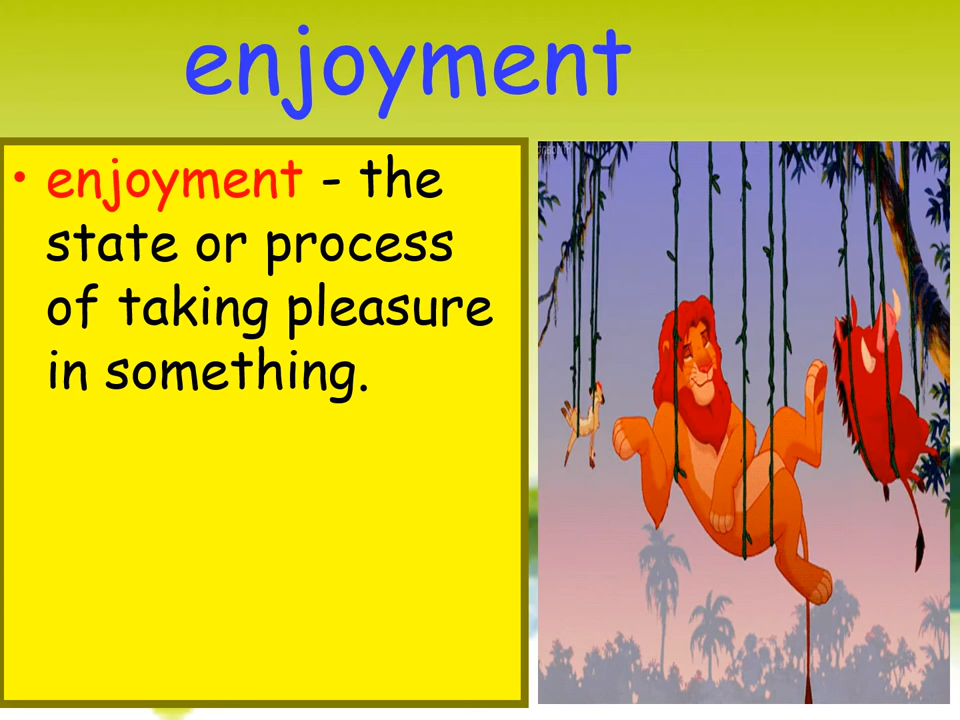 enjoyment
• enjoyment - the
state or process
of taking pleasure
in something.